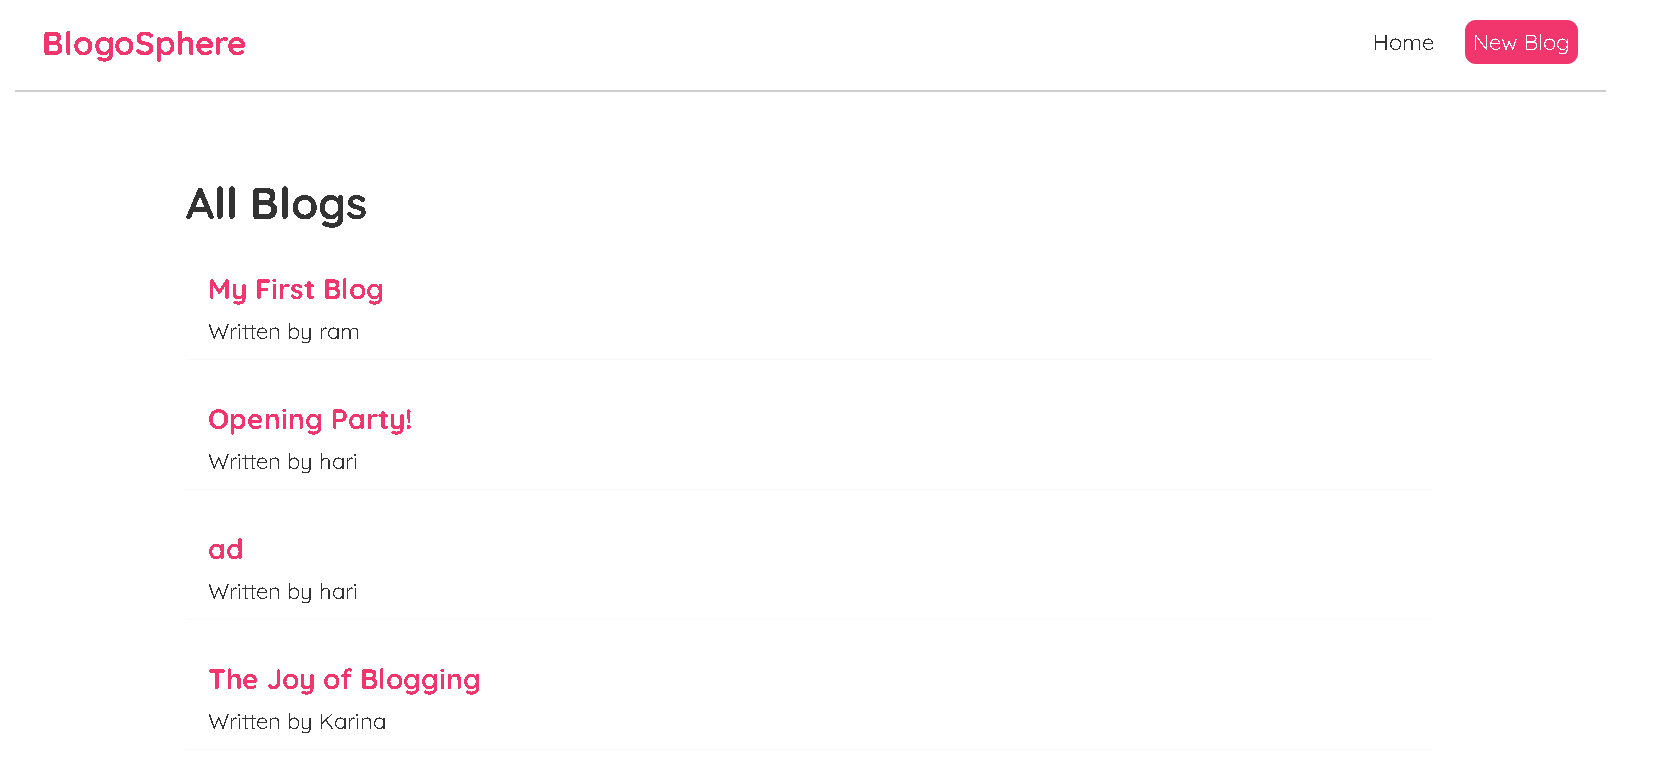 BlogoSphere
Home
New Blog
All Blogs
My First Blog
Written by ram
Opening Party!
Written by hari
ad
Written by hari
The Joy of Blogging
Written by Karina